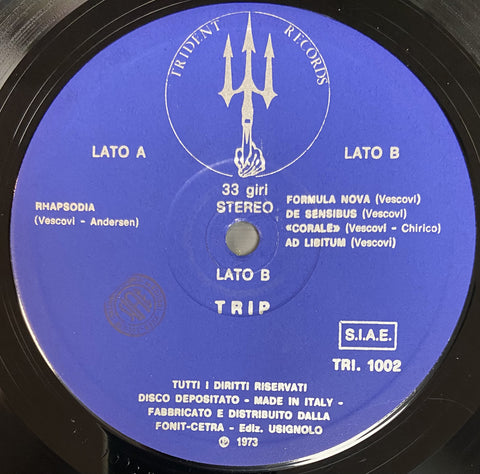 TRIDENT RECORDS
LATO A
LATO B
33 giri
STEREO
RHAPSODIA
(Vescovi - Andersen)
FORMULA NOVA (Vescovi)
DE SENSIBUS (Vescovi)
«CORALE» (Vescovi - Chirico)
AD LIBITUM (Vescovi)
LATO B
TRIP
S.I.A.E.
TRI. 1002
TUTTI I DIRITTI RISERVATI
DISCO DEPOSITATO - MADE IN ITALY -
FABBRICATO E DISTRIBUITO DALLA
FONIT-CETRA - Ediz. USIGNOLO
℗ 1973